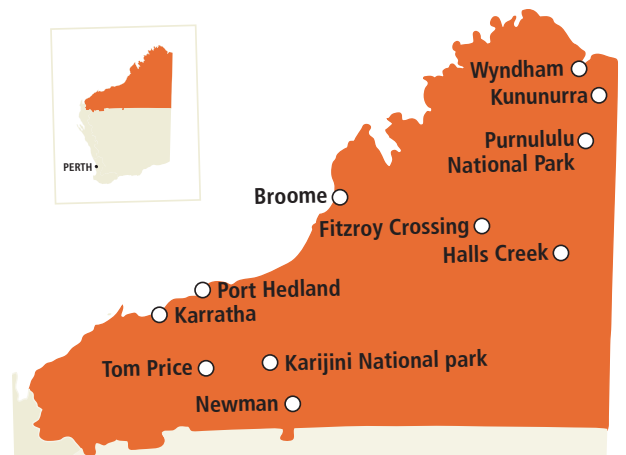 Wyndham
Kununurra
Purnululu
National Park
PERTH
Broome
Fitzroy Crossing
Halls Creek
Port Hedland
Karratha
Karijini National park
Tom Price
Newman